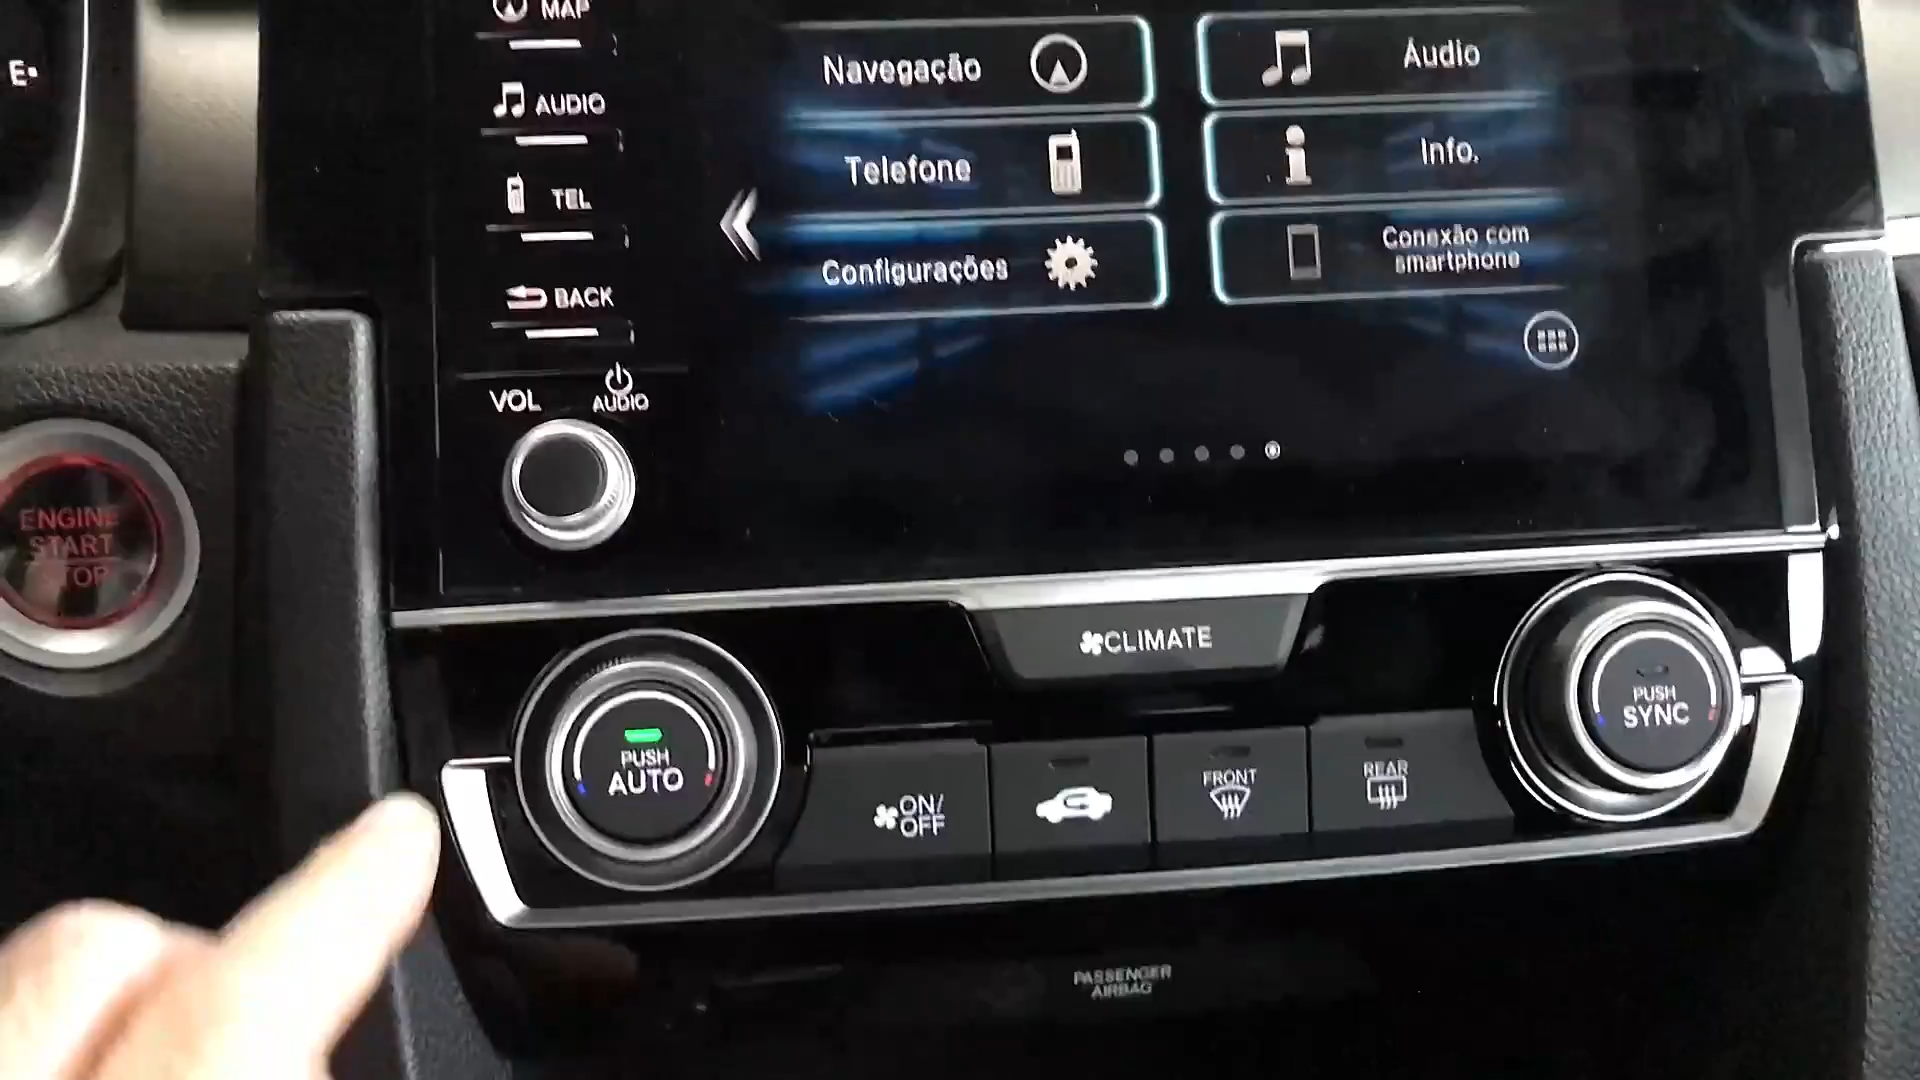 MAP
AUDIO
TEL
BACK
VOL
AUDIO
Navegação
Áudio
Telefone
Info.
Configurações
Conexão com
smartphone
E
ENGINE
START
STOP
CLIMATE
PUSH
AUTO
ON/
OFF
FRONT
REAR
PUSH
SYNC
PASSENGER
AIRBAG